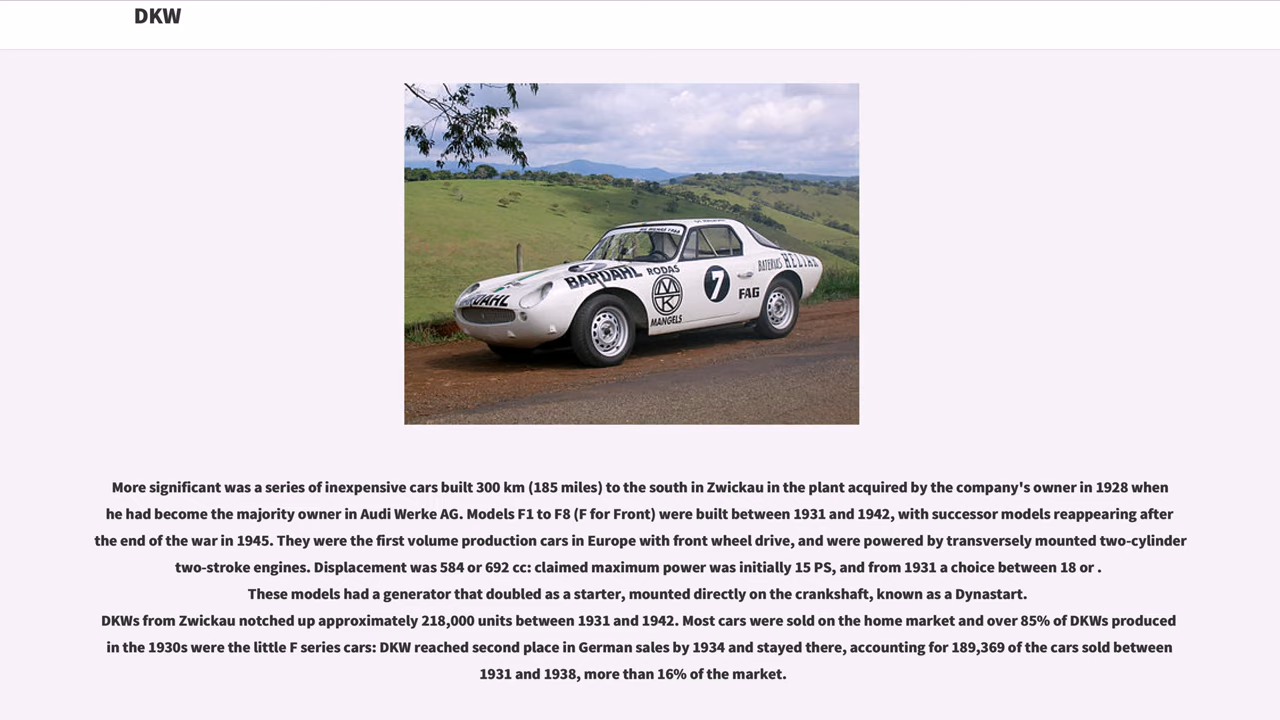 DKW
BARDAHL
RODAS
MANGELS
7
FAG
BATERIAS HELIAR
BARDAHL
More significant was a series of inexpensive cars built 300 km (185 miles) to the south in Zwickau in the plant acquired by the company's owner in 1928 when
he had become the majority owner in Audi Werke AG. Models F1 to F8 (F for Front) were built between 1931 and 1942, with successor models reappearing after
the end of the war in 1945. They were the first volume production cars in Europe with front wheel drive, and were powered by transversely mounted two-cylinder
two-stroke engines. Displacement was 584 or 692 cc: claimed maximum power was initially 15 PS, and from 1931 a choice between 18 or .
These models had a generator that doubled as a starter, mounted directly on the crankshaft, known as a Dynastart.
DKWs from Zwickau notched up approximately 218,000 units between 1931 and 1942. Most cars were sold on the home market and over 85% of DKWs produced
in the 1930s were the little F series cars: DKW reached second place in German sales by 1934 and stayed there, accounting for 189,369 of the cars sold between
1931 and 1938, more than 16% of the market.